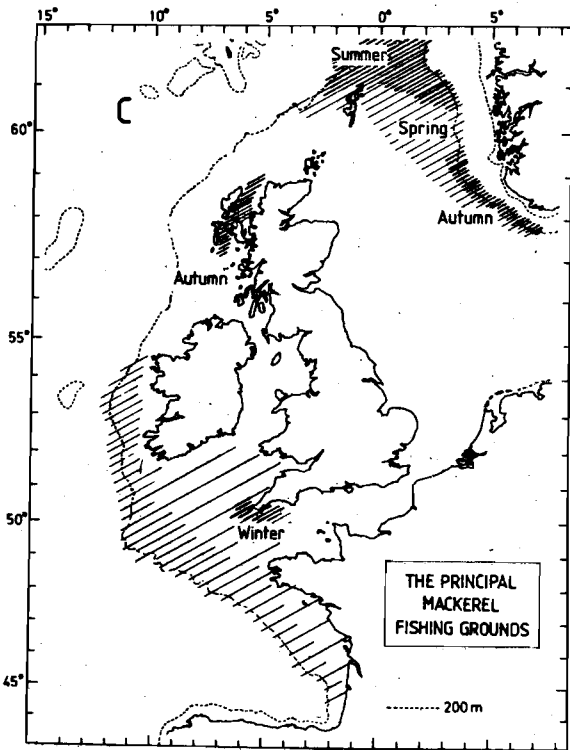 15° 10° 5° 0° 5°
Summer
C
60°
Spring
Autumn
Autumn
55°
50°
Winter
THE PRINCIPAL
MACKEREL
FISHING GROUNDS
45°
200 m